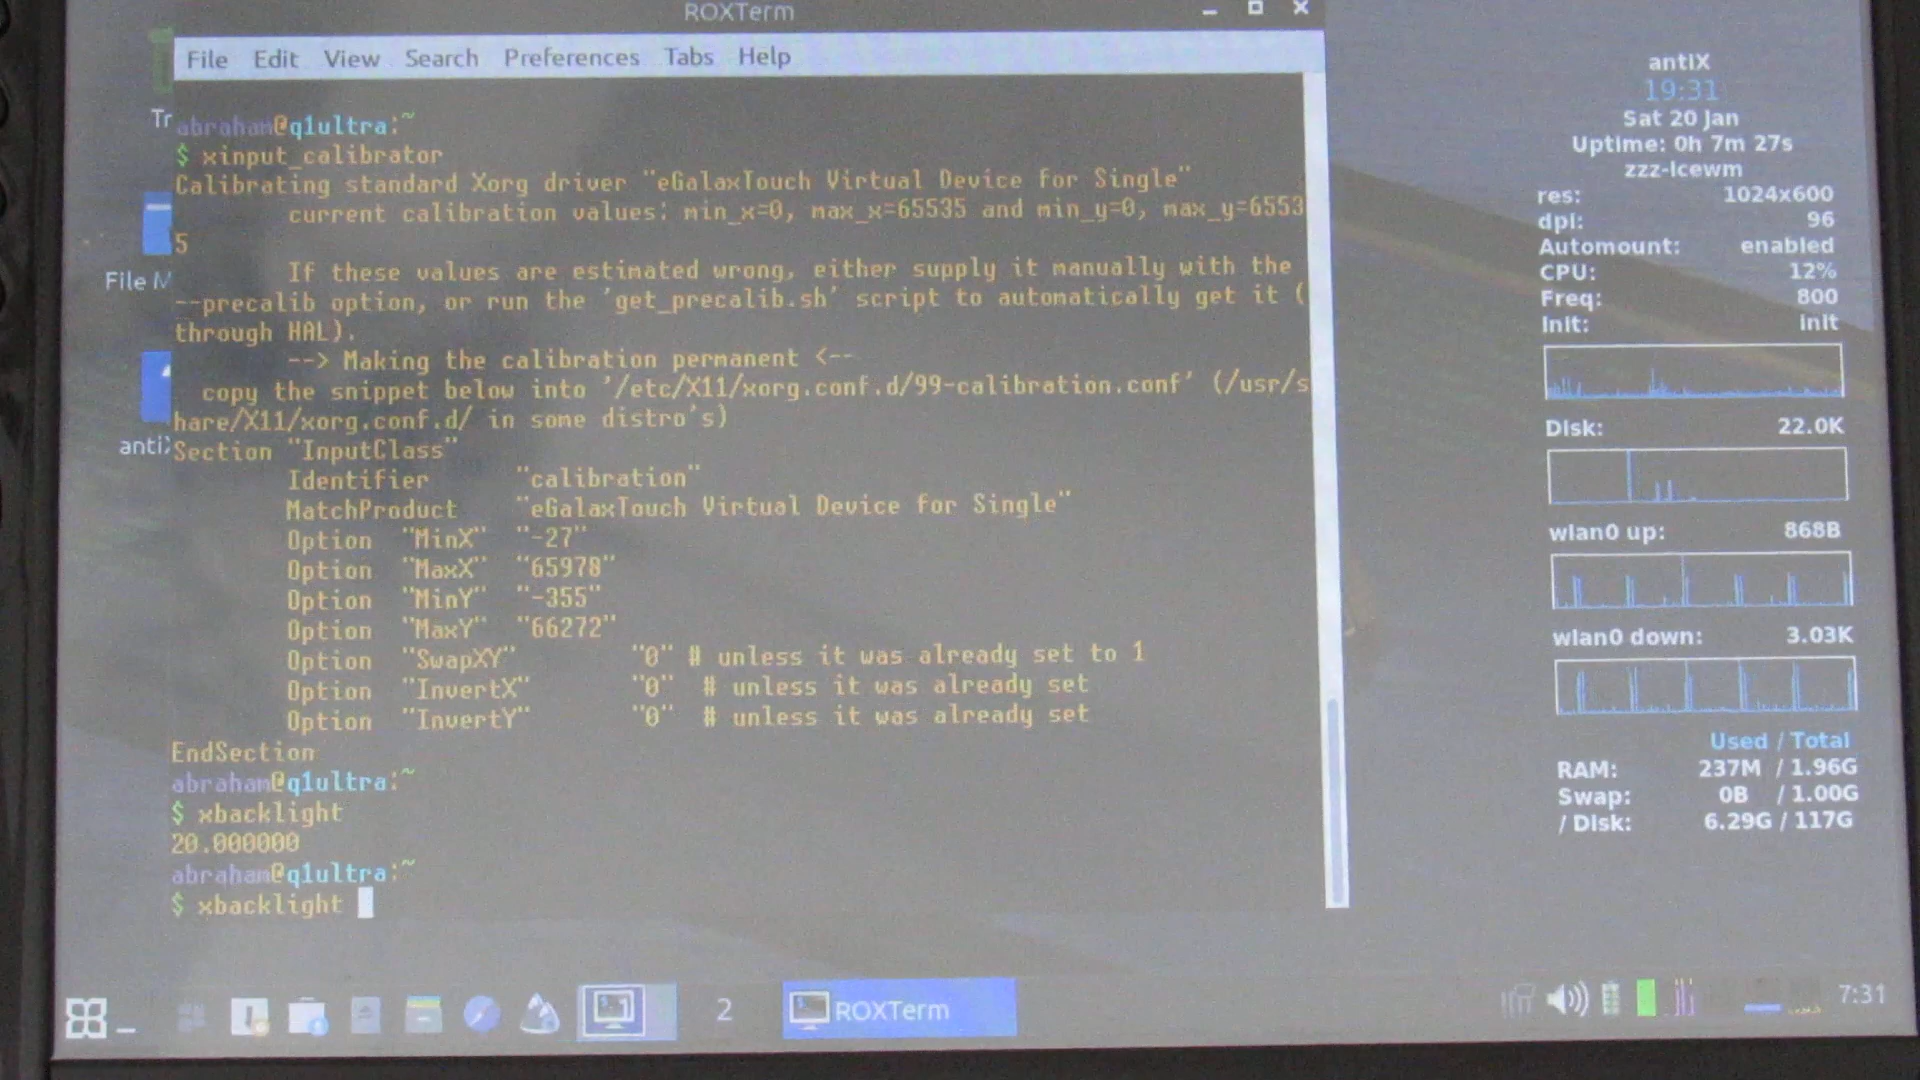 ROXTerm
File Edit View Search Preferences Tabs Help
abraham@q1ultra:~
$ xinput_calibrator
Calibrating standard Xorg driver "eGalaxTouch Virtual Device for Single"
current calibration values: min_x=0, max_x=65535 and min_y=0, max_y=6553
5
If these values are estimated wrong, either supply it manually with the
--precalib option, or run the 'get_precalib.sh' script to automatically get it (
through HAL).
--> Making the calibration permanent <--
copy the snippet below into '/etc/X11/xorg.conf.d/99-calibration.conf' (/usr/s
hare/X11/xorg.conf.d/ in some distro's)
Section "InputClass"
Identifier "calibration"
MatchProduct "eGalaxTouch Virtual Device for Single"
Option "MinX" "-27"
Option "MaxX" "65978"
Option "MinY" "-355"
Option "MaxY" "66272"
Option "SwapXY" "0" # unless it was already set to 1
Option "InvertX" "0" # unless it was already set
Option "InvertY" "0" # unless it was already set
EndSection
abraham@q1ultra:~
$ xbacklight
20.000000
abraham@q1ultra:~
$ xbacklight
Tr
File M
anti
antiX
19:31
Sat 20 Jan
Uptime: 0h 7m 27s
zzz-Icewm
res: 1024x600
dpi: 96
Automount: enabled
CPU: 12%
Freq: 800
Init: init
Disk: 22.0K
wlan0 up: 868B
wlan0 down: 3.03K
Used / Total
RAM: 237M / 1.96G
Swap: 0B / 1.00G
/ Disk: 6.29G / 117G
1
2
ROXTerm
7:31